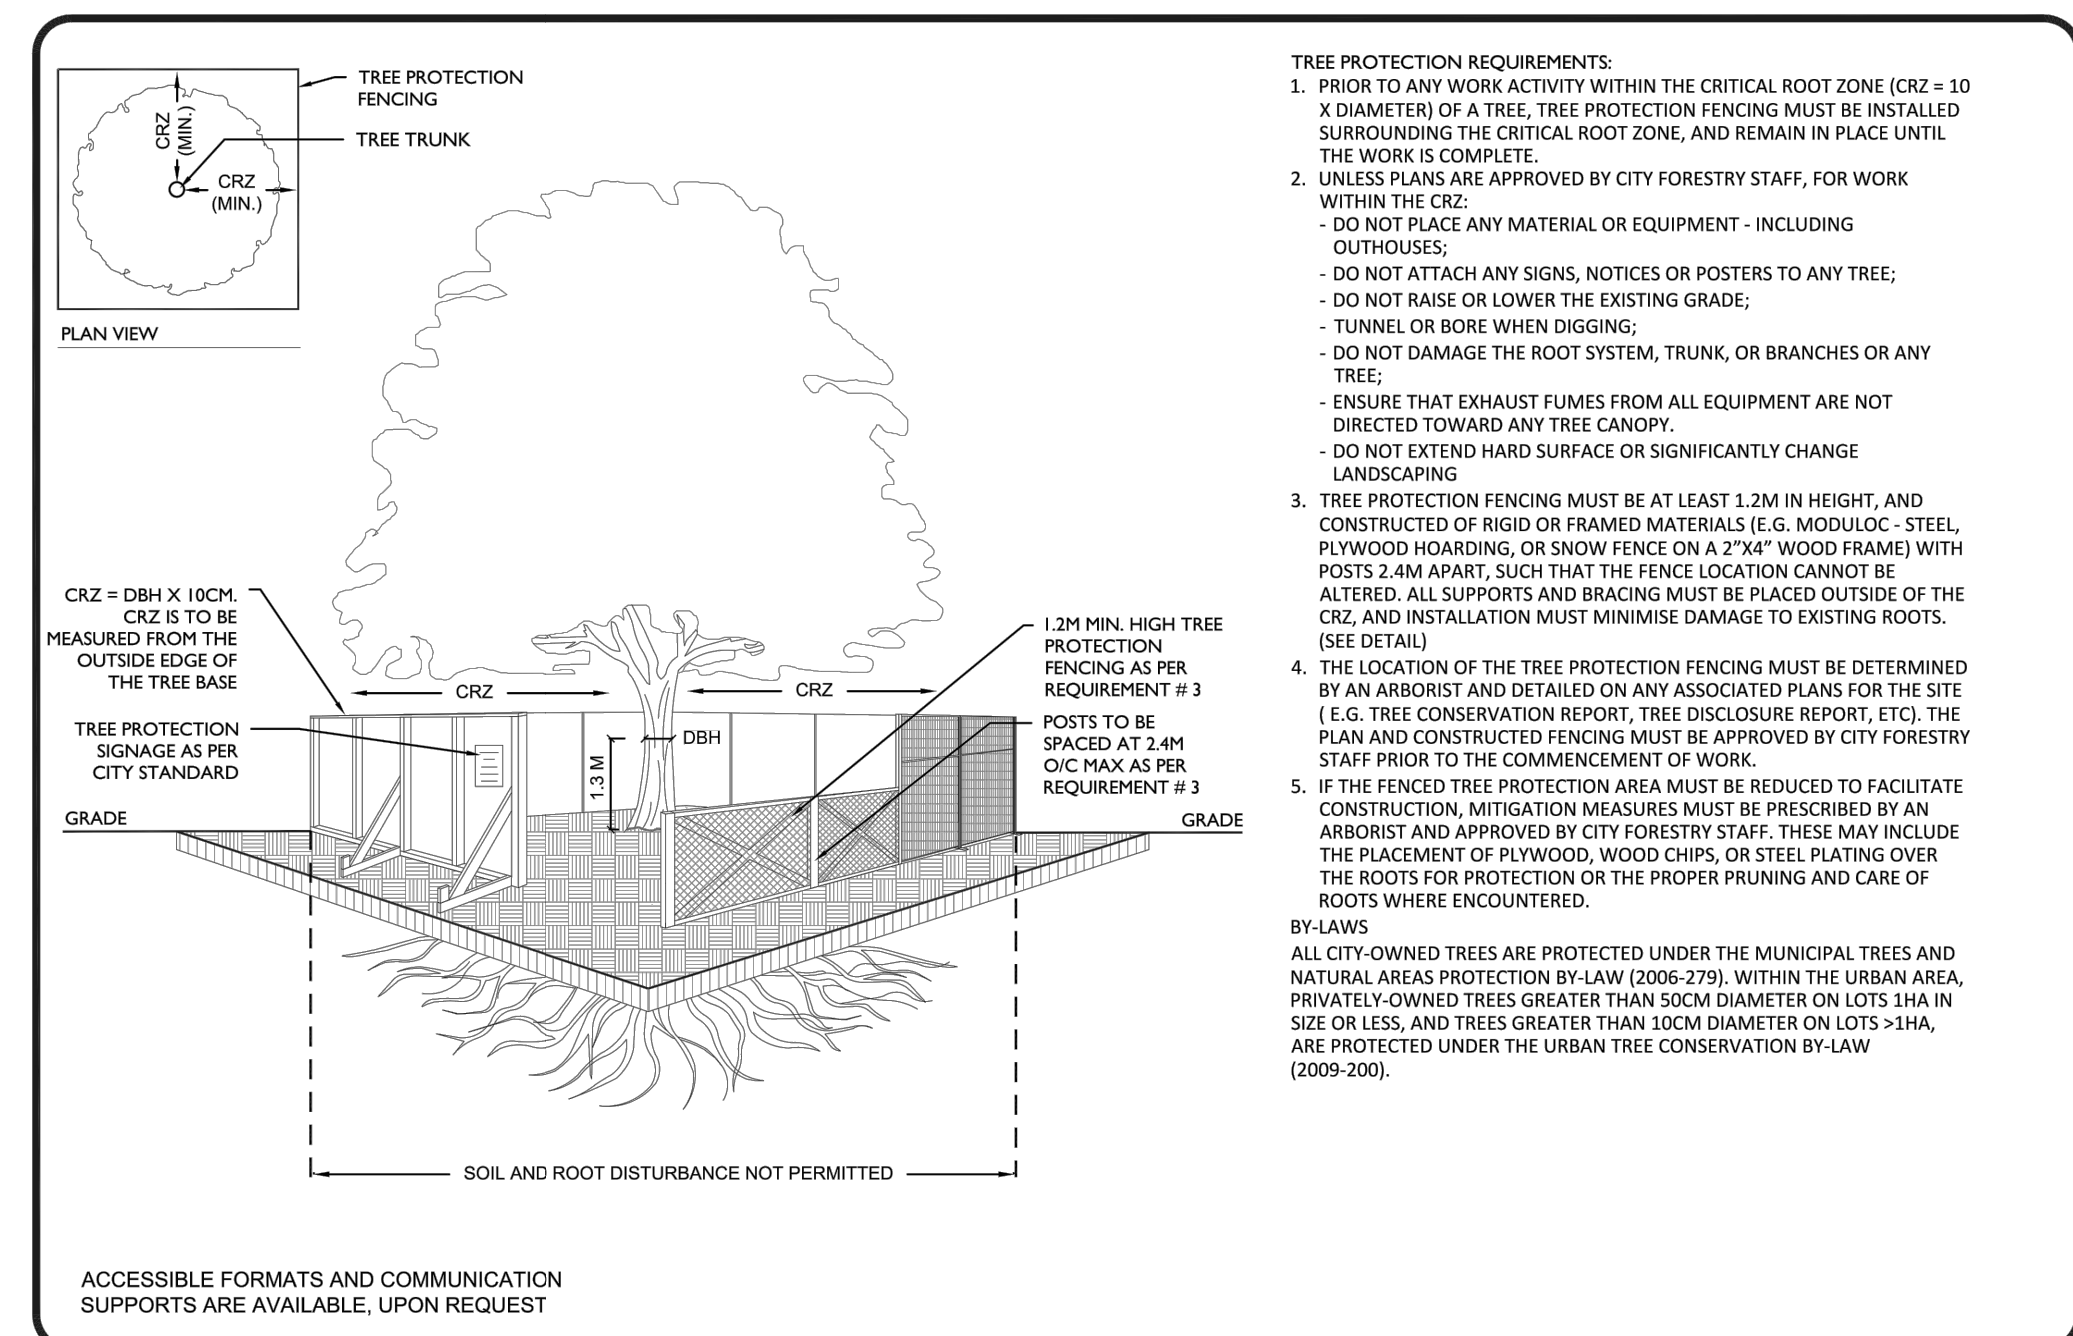 TREE PROTECTION
FENCING
TREE TRUNK
CRZ
(MIN.)
CRZ
(MIN.)
PLAN VIEW
CRZ = DBH X 10CM.
CRZ IS TO BE
MEASURED FROM THE
OUTSIDE EDGE OF
THE TREE BASE
TREE PROTECTION
SIGNAGE AS PER
CITY STANDARD
GRADE
CRZ
CRZ
DBH
1.3 M
1.2M MIN. HIGH TREE
PROTECTION
FENCING AS PER
REQUIREMENT # 3
POSTS TO BE
SPACED AT 2.4M
O/C MAX AS PER
REQUIREMENT # 3
GRADE
SOIL AND ROOT DISTURBANCE NOT PERMITTED
ACCESSIBLE FORMATS AND COMMUNICATION
SUPPORTS ARE AVAILABLE, UPON REQUEST
TREE PROTECTION REQUIREMENTS:
1. PRIOR TO ANY WORK ACTIVITY WITHIN THE CRITICAL ROOT ZONE (CRZ = 10
X DIAMETER) OF A TREE, TREE PROTECTION FENCING MUST BE INSTALLED
SURROUNDING THE CRITICAL ROOT ZONE, AND REMAIN IN PLACE UNTIL
THE WORK IS COMPLETE.
2. UNLESS PLANS ARE APPROVED BY CITY FORESTRY STAFF, FOR WORK
WITHIN THE CRZ:
- DO NOT PLACE ANY MATERIAL OR EQUIPMENT - INCLUDING
OUTHOUSES;
- DO NOT ATTACH ANY SIGNS, NOTICES OR POSTERS TO ANY TREE;
- DO NOT RAISE OR LOWER THE EXISTING GRADE;
- TUNNEL OR BORE WHEN DIGGING;
- DO NOT DAMAGE THE ROOT SYSTEM, TRUNK, OR BRANCHES OR ANY
TREE;
- ENSURE THAT EXHAUST FUMES FROM ALL EQUIPMENT ARE NOT
DIRECTED TOWARD ANY TREE CANOPY.
- DO NOT EXTEND HARD SURFACE OR SIGNIFICANTLY CHANGE
LANDSCAPING
3. TREE PROTECTION FENCING MUST BE AT LEAST 1.2M IN HEIGHT, AND
CONSTRUCTED OF RIGID OR FRAMED MATERIALS (E.G. MODULOC - STEEL,
PLYWOOD HOARDING, OR SNOW FENCE ON A 2”X4” WOOD FRAME) WITH
POSTS 2.4M APART, SUCH THAT THE FENCE LOCATION CANNOT BE
ALTERED. ALL SUPPORTS AND BRACING MUST BE PLACED OUTSIDE OF THE
CRZ, AND INSTALLATION MUST MINIMISE DAMAGE TO EXISTING ROOTS.
(SEE DETAIL)
4. THE LOCATION OF THE TREE PROTECTION FENCING MUST BE DETERMINED
BY AN ARBORIST AND DETAILED ON ANY ASSOCIATED PLANS FOR THE SITE
( E.G. TREE CONSERVATION REPORT, TREE DISCLOSURE REPORT, ETC). THE
PLAN AND CONSTRUCTED FENCING MUST BE APPROVED BY CITY FORESTRY
STAFF PRIOR TO THE COMMENCEMENT OF WORK.
5. IF THE FENCED TREE PROTECTION AREA MUST BE REDUCED TO FACILITATE
CONSTRUCTION, MITIGATION MEASURES MUST BE PRESCRIBED BY AN
ARBORIST AND APPROVED BY CITY FORESTRY STAFF. THESE MAY INCLUDE
THE PLACEMENT OF PLYWOOD, WOOD CHIPS, OR STEEL PLATING OVER
THE ROOTS FOR PROTECTION OR THE PROPER PRUNING AND CARE OF
ROOTS WHERE ENCOUNTERED.
BY-LAWS
ALL CITY-OWNED TREES ARE PROTECTED UNDER THE MUNICIPAL TREES AND
NATURAL AREAS PROTECTION BY-LAW (2006-279). WITHIN THE URBAN AREA,
PRIVATELY-OWNED TREES GREATER THAN 50CM DIAMETER ON LOTS 1HA IN
SIZE OR LESS, AND TREES GREATER THAN 10CM DIAMETER ON LOTS >1HA,
ARE PROTECTED UNDER THE URBAN TREE CONSERVATION BY-LAW
(2009-200).